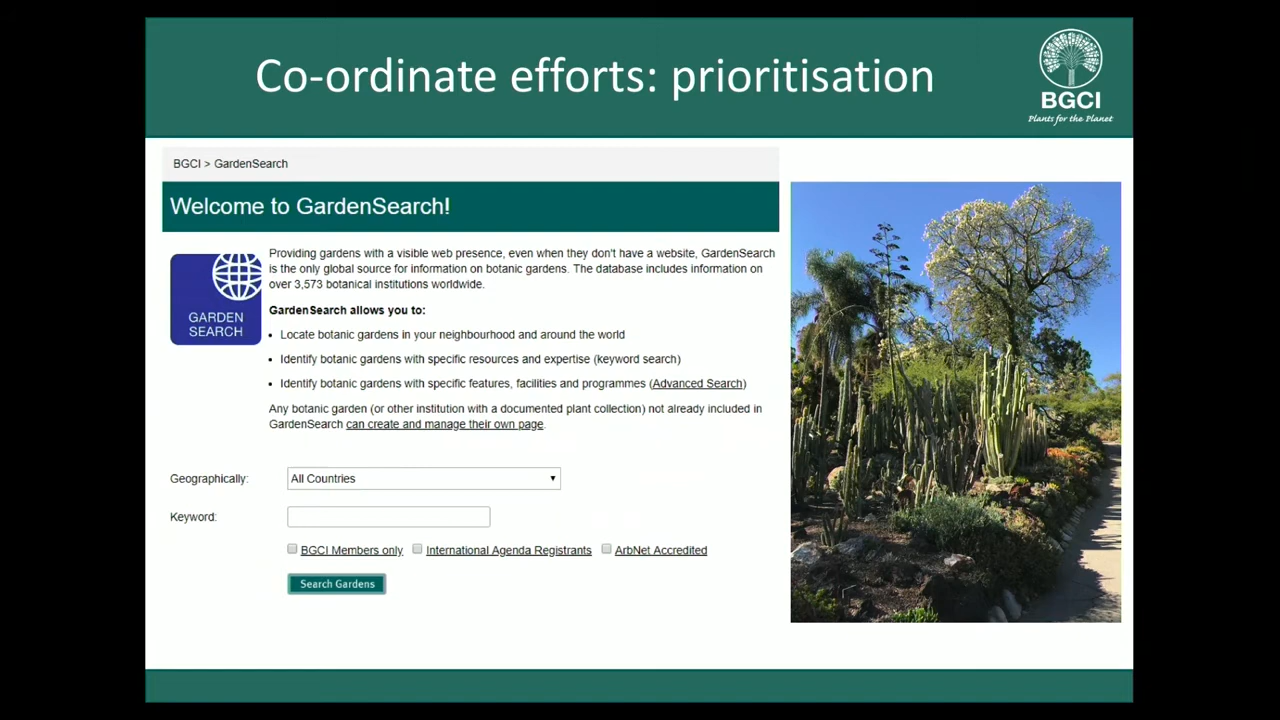 Co-ordinate efforts: prioritisation
BGCI
Plants for the Planet
BGCI > GardenSearch
Welcome to GardenSearch!
GARDEN
SEARCH
Providing gardens with a visible web presence, even when they don't have a website, GardenSearch
is the only global source for information on botanic gardens. The database includes information on
over 3,573 botanical institutions worldwide.
GardenSearch allows you to:
• Locate botanic gardens in your neighbourhood and around the world
• Identify botanic gardens with specific resources and expertise (keyword search)
• Identify botanic gardens with specific features, facilities and programmes (Advanced Search)
Any botanic garden (or other institution with a documented plant collection) not already included in
GardenSearch can create and manage their own page.
Geographically: All Countries
Keyword:
BGCI Members only International Agenda Registrants ArbNet Accredited
Search Gardens